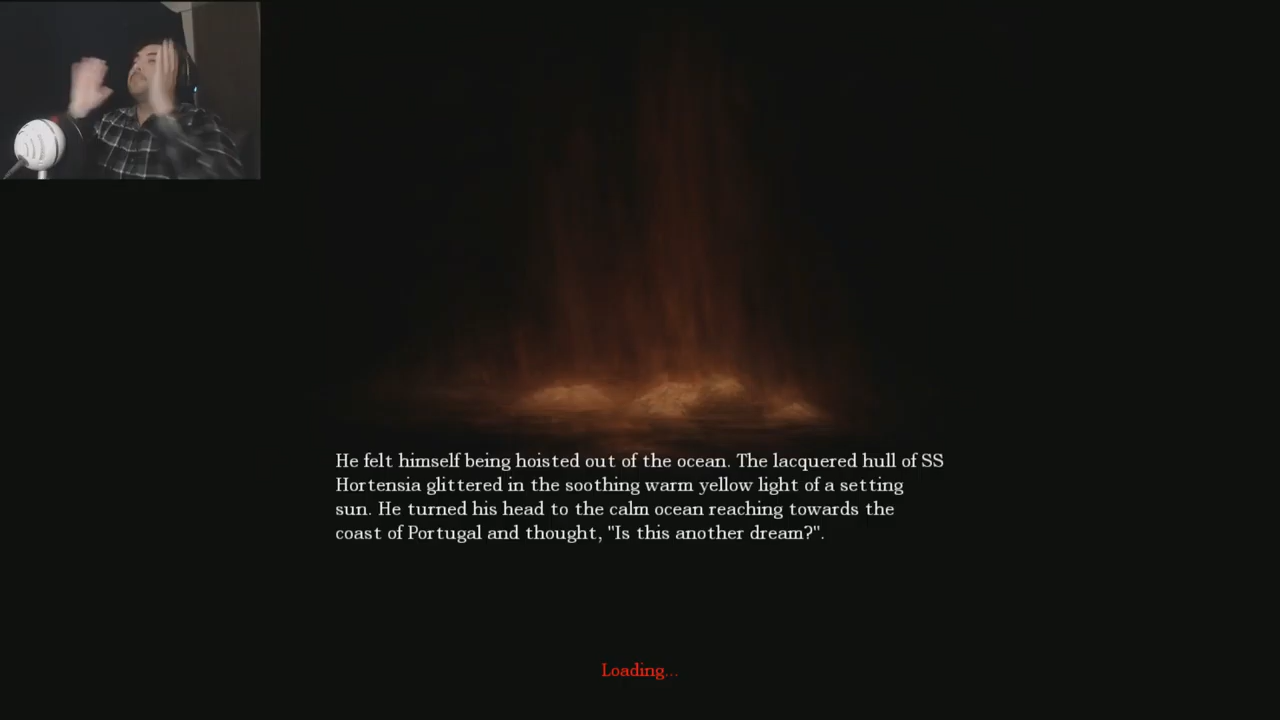 He felt himself being hoisted out of the ocean. The lacquered hull of SS
Hortensia glittered in the soothing warm yellow light of a setting
sun. He turned his head to the calm ocean reaching towards the
coast of Portugal and thought, "Is this another dream?".
Loading...